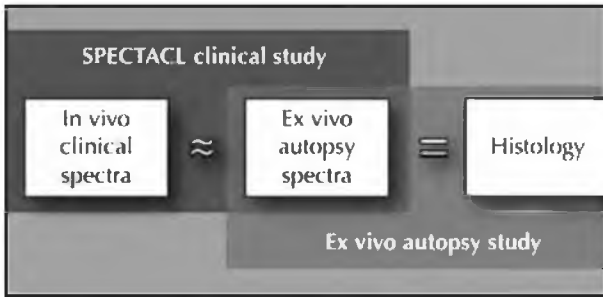 SPECTACL clinical study
In vivo
clinical
spectra
≈
Ex vivo
autopsy
spectra
=
Histology
Ex vivo autopsy study